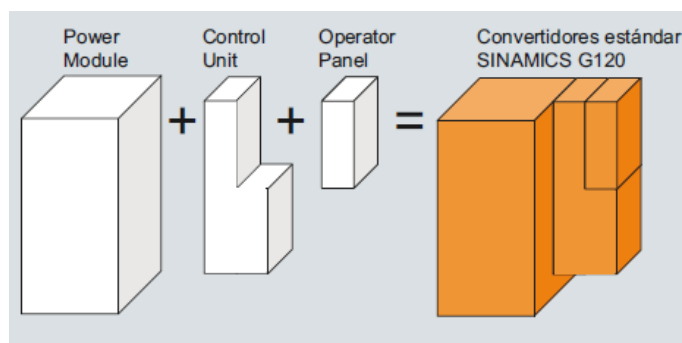 Power
Module
+
Control
Unit
+
Operator
Panel
=
Convertidores estándar
SINAMICS G120